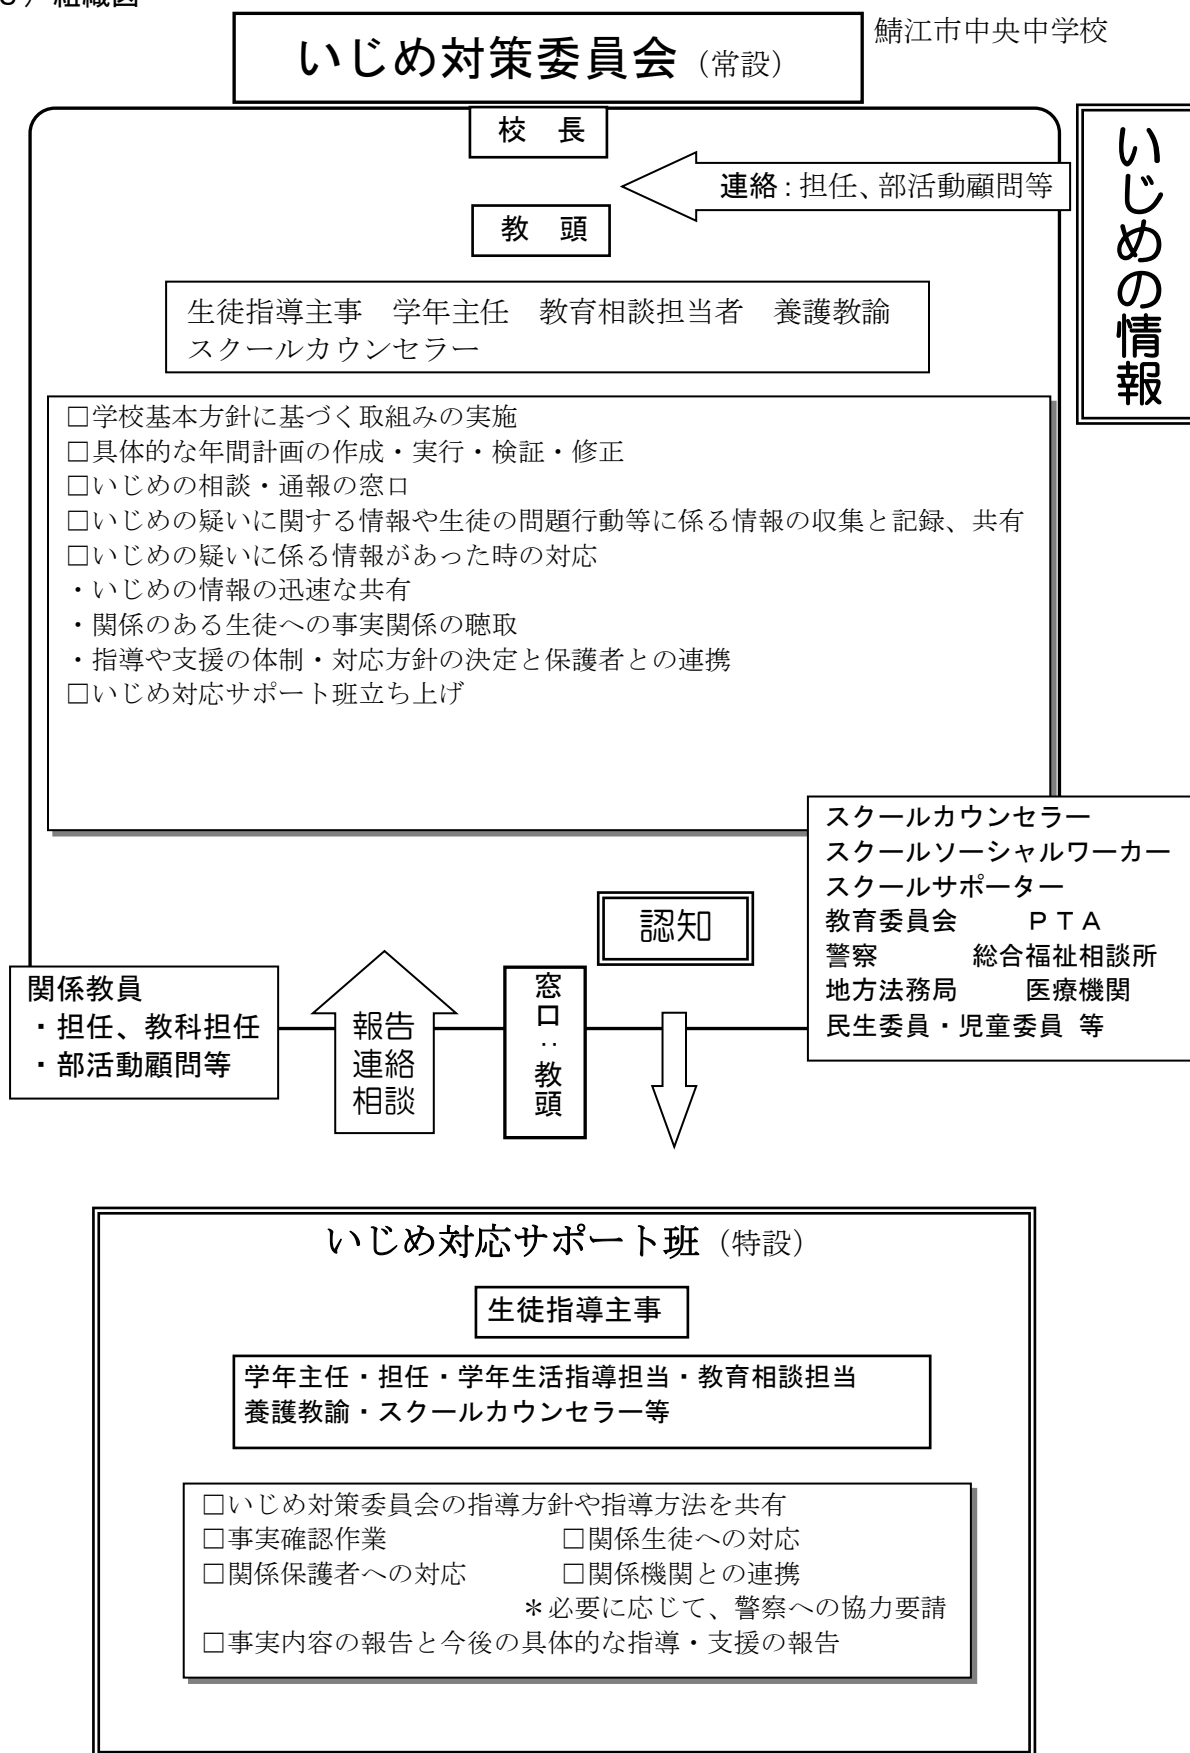 組織図
鯖江市中央中学校
いじめ対策委員会（常設）
校　長
連絡：担任、部活動顧問等
いじめの情報
教　頭
生徒指導主事　学年主任　教育相談担当者　養護教諭
スクールカウンセラー
□学校基本方針に基づく取組みの実施
□具体的な年間計画の作成・実行・検証・修正
□いじめの相談・通報の窓口
□いじめの疑いに関する情報や生徒の問題行動等に係る情報の収集と記録、共有
□いじめの疑いに係る情報があった時の対応
・いじめの情報の迅速な共有
・関係のある生徒への事実関係の聴取
・指導や支援の体制・対応方針の決定と保護者との連携
□いじめ対応サポート班立ち上げ
スクールカウンセラー
スクールソーシャルワーカー
スクールサポーター
教育委員会　　ＰＴＡ
警察　　　総合福祉相談所
地方法務局　　医療機関
民生委員・児童委員 等
認知
関係教員
・担任、教科担任
・部活動顧問等
報告
連絡
相談
窓口：教頭
いじめ対応サポート班（特設）
生徒指導主事
学年主任・担任・学年生活指導担当・教育相談担当
養護教諭・スクールカウンセラー等
□いじめ対策委員会の指導方針や指導方法を共有
□事実確認作業　　　　□関係生徒への対応
□関係保護者への対応　　　　□関係機関との連携
＊必要に応じて、警察への協力要請
□事実内容の報告と今後の具体的な指導・支援の報告